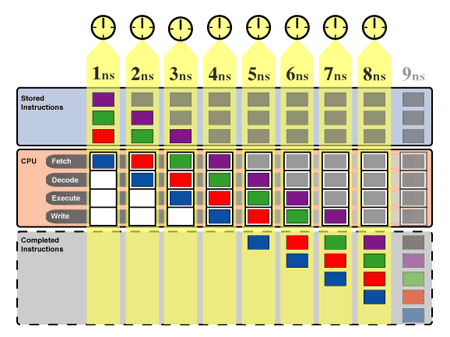 1ns 2ns 3ns 4ns 5ns 6ns 7ns 8ns 9ns
Stored
Instructions
CPU
Fetch
Decode
Execute
Write
Completed
Instructions